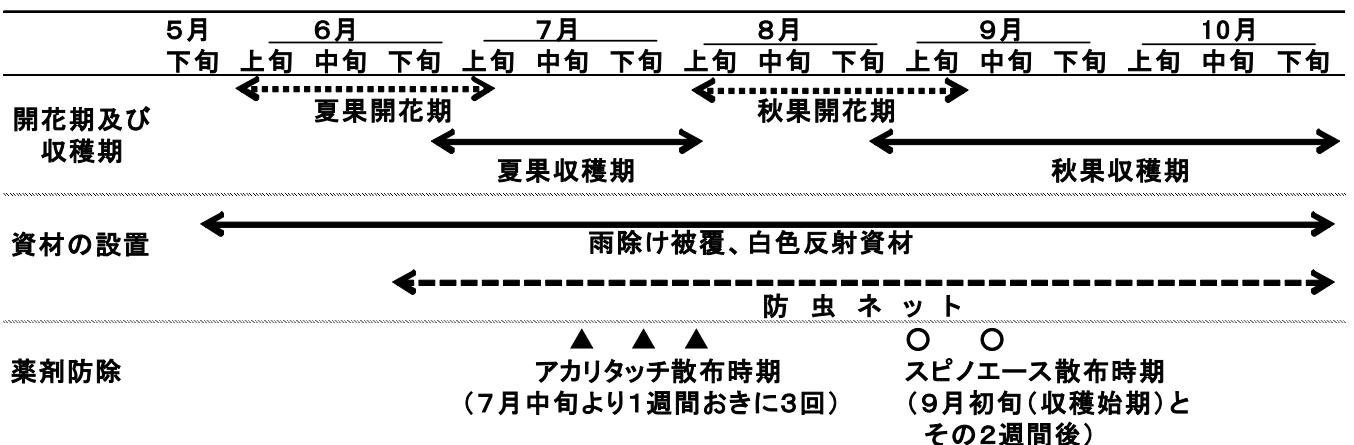 5月 6月 7月 8月 9月 10月
下旬 上旬 中旬 下旬 上旬 中旬 下旬 上旬 中旬 下旬 上旬 中旬 下旬 上旬 中旬 下旬
開花期及び
収穫期
夏果開花期 秋果開花期
夏果収穫期 秋果収穫期
資材の設置
雨除け被覆、白色反射資材
防虫ネット
薬剤防除
▲ ▲ ▲
アカリタッチ散布時期
(7月中旬より1週間おきに3回)
○ ○
スピノエース散布時期
(9月初旬(収穫始期)と
その2週間後)